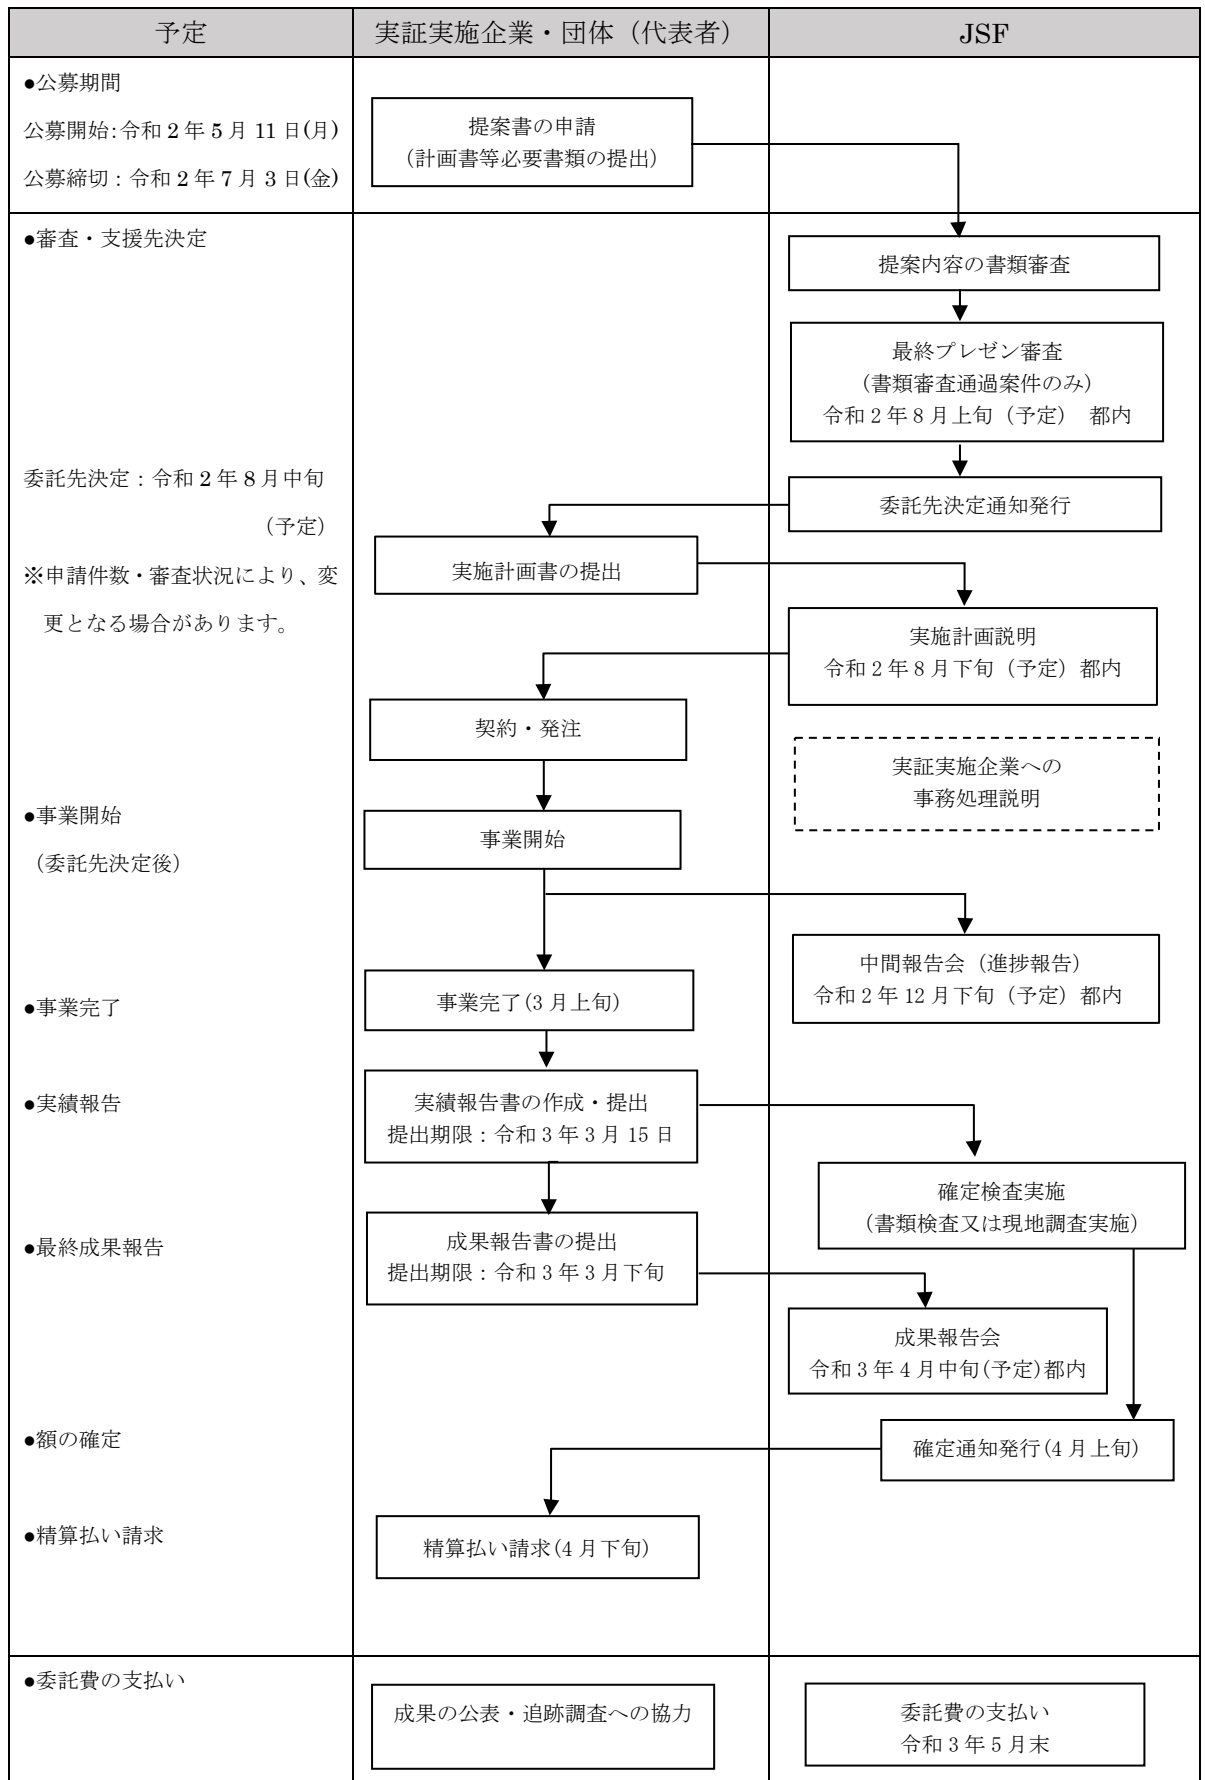 予定
実証実施企業・団体（代表者）
JSF
●公募期間
公募開始:令和2年5月11日(月)
公募締切：令和2年7月3日(金)
提案書の申請
（計画書等必要書類の提出）
●審査・支援先決定
提案内容の書類審査
最終プレゼン審査
（書類審査通過案件のみ）
令和2年8月上旬（予定） 都内
委託先決定：令和2年8月中旬
（予定）
委託先決定通知発行
※申請件数・審査状況により、変
更となる場合があります。
実施計画書の提出
実施計画説明
令和2年8月下旬（予定）都内
契約・発注
実証実施企業への
事務処理説明
●事業開始
（委託先決定後）
事業開始
中間報告会（進捗報告）
令和2年12月下旬（予定）都内
●事業完了
事業完了(3月上旬)
●実績報告
実績報告書の作成・提出
提出期限：令和3年3月15日
確定検査実施
（書類検査又は現地調査実施）
●最終成果報告
成果報告書の提出
提出期限：令和3年3月下旬
成果報告会
令和3年4月中旬(予定)都内
●額の確定
確定通知発行(4月上旬)
●精算払い請求
精算払い請求(4月下旬)
●委託費の支払い
成果の公表・追跡調査への協力
委託費の支払い
令和3年5月末